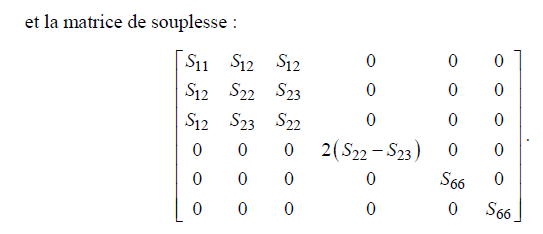 et la matrice de souplesse :
S₁₁ S₁₂ S₁₂ 0 0 0
S₁₂ S₂₂ S₂₃ 0 0 0
S₁₂ S₂₃ S₂₂ 0 0 0
0 0 0 2(S₂₂ − S₂₃) 0 0
0 0 0 0 S₆₆ 0
0 0 0 0 0 S₆₆ .